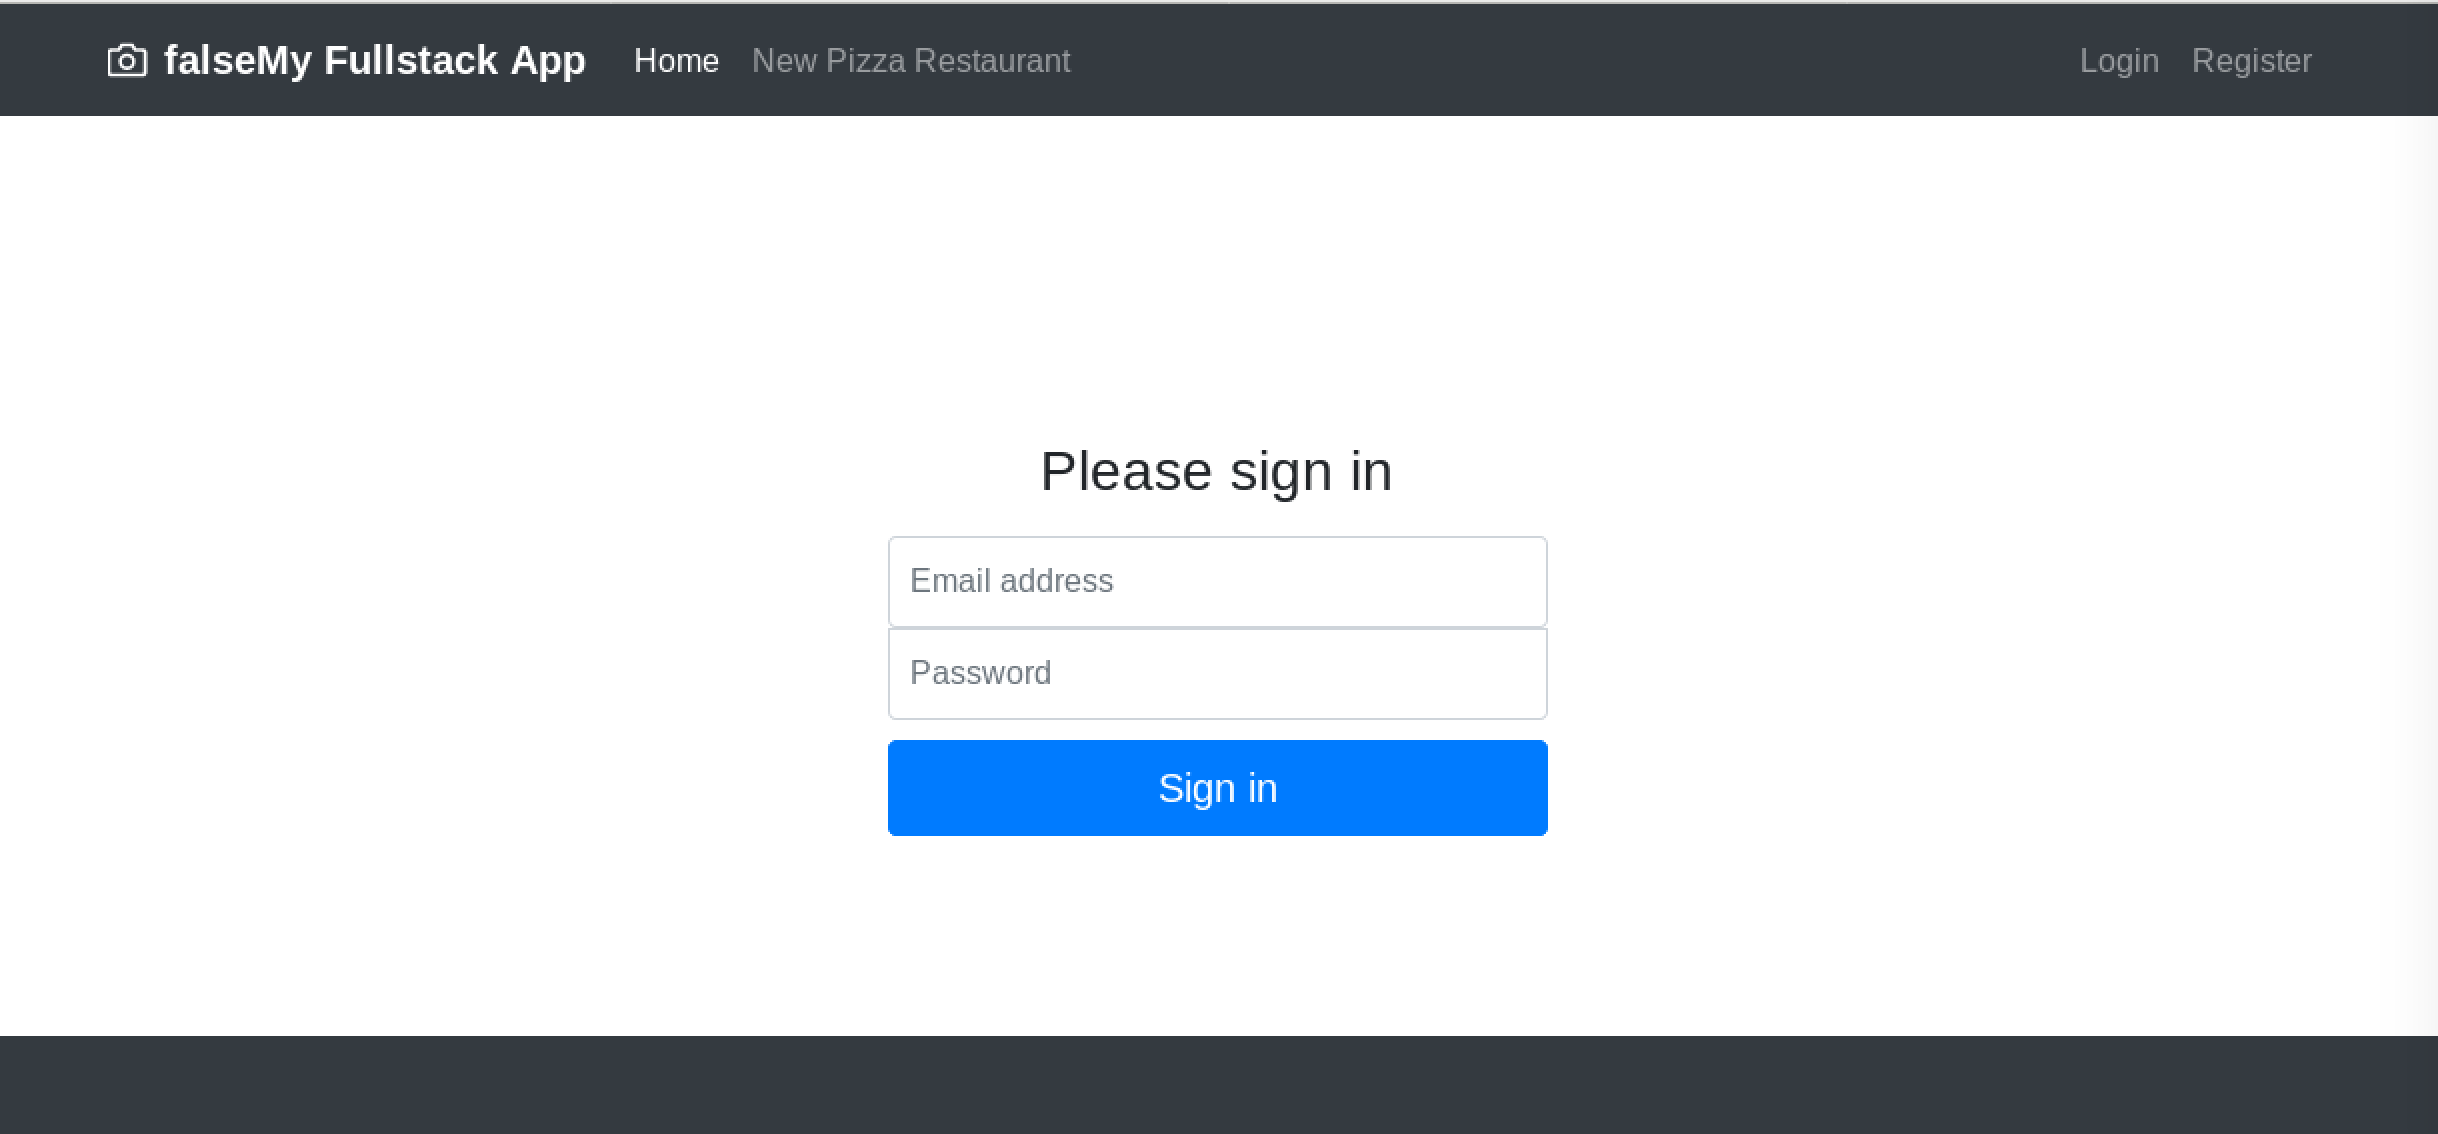 falseMy Fullstack App Home New Pizza Restaurant Login Register
Please sign in
Email address
Password
Sign in